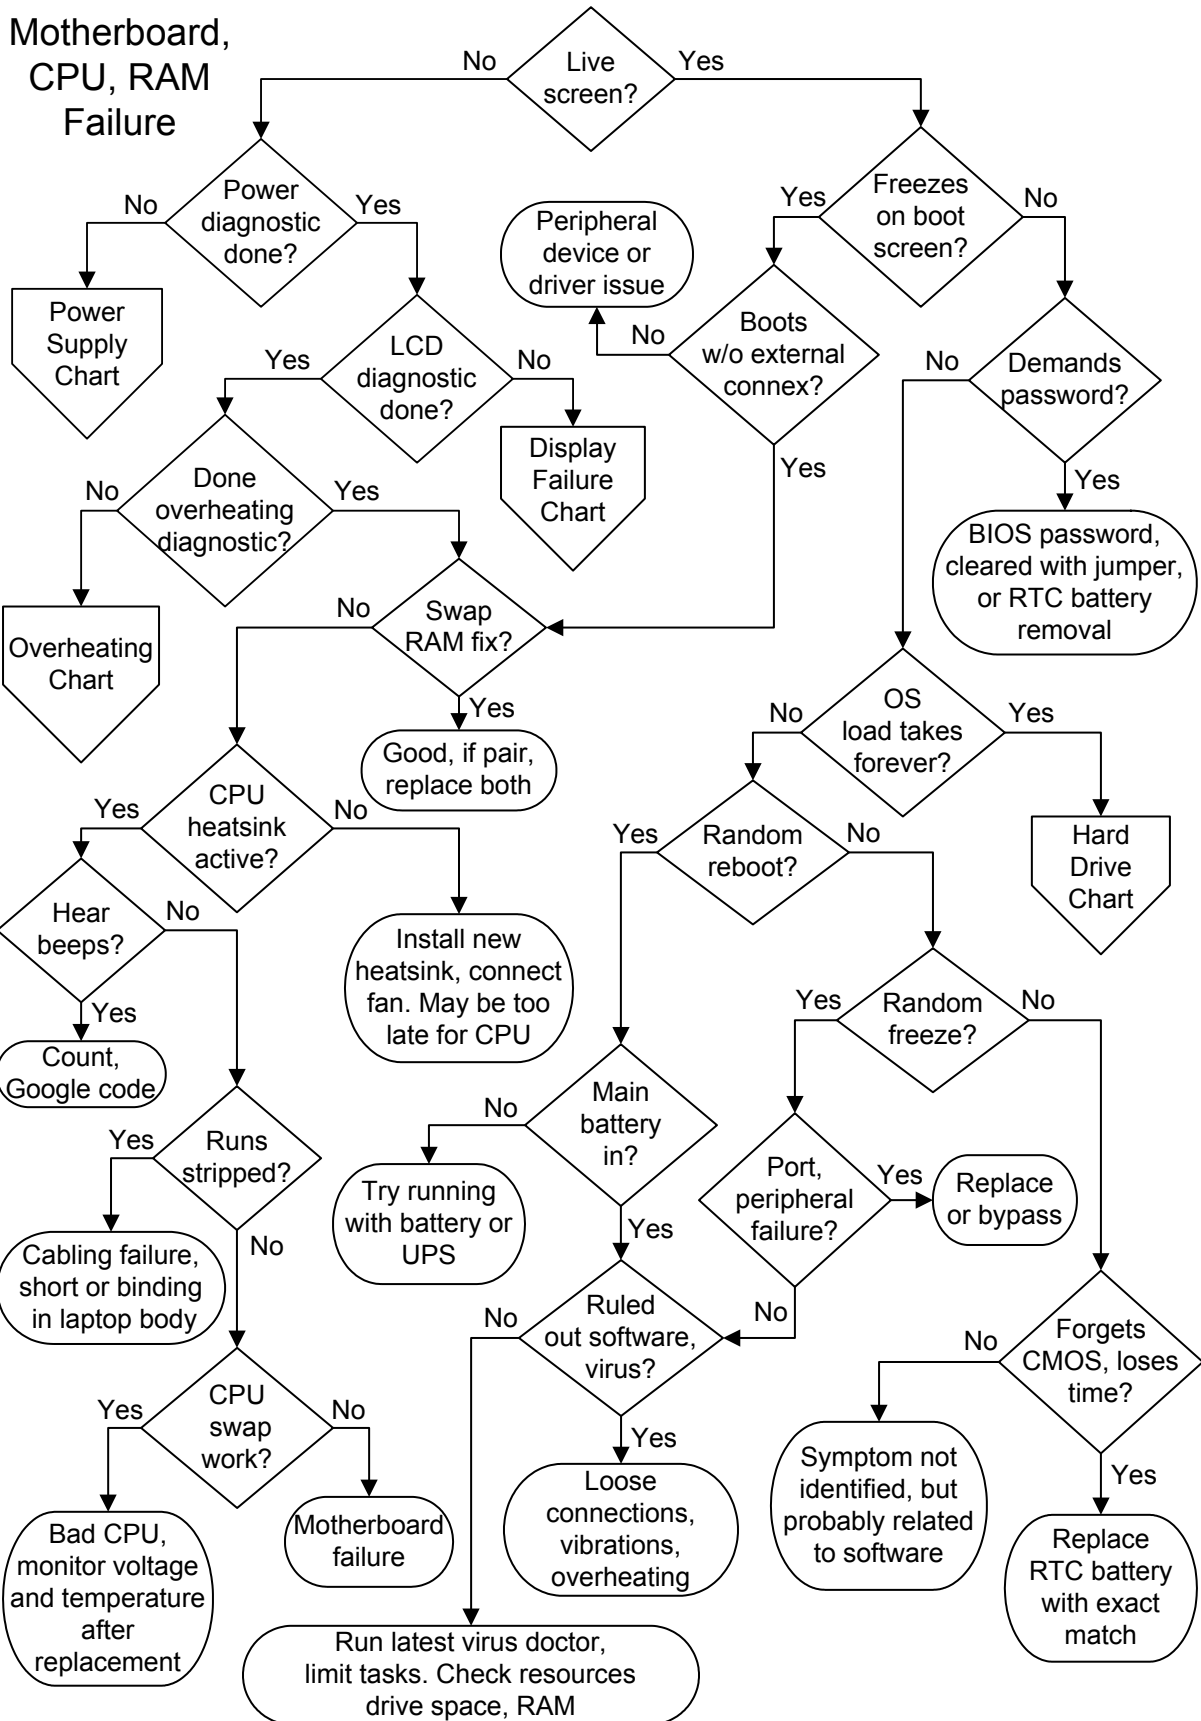 Motherboard,
CPU, RAM
Failure
Live
screen?
No
Yes
Power
diagnostic
done?
No
Yes
Freezes
on boot
screen?
Yes
No
Peripheral
device or
driver issue
Power
Supply
Chart
LCD
diagnostic
done?
Yes
No
Boots
w/o external
connex?
No
Yes
Demands
password?
No
Yes
Display
Failure
Chart
Done
overheating
diagnostic?
No
Yes
BIOS password,
cleared with jumper,
or RTC battery
removal
Overheating
Chart
Swap
RAM fix?
No
Yes
Good, if pair,
replace both
OS
load takes
forever?
No
Yes
CPU
heatsink
active?
Yes
No
Random
reboot?
Yes
No
Hard
Drive
Chart
Hear
beeps?
No
Yes
Install new
heatsink, connect
fan. May be too
late for CPU
Random
freeze?
Yes
No
Count,
Google code
Main
battery
in?
No
Yes
Runs
stripped?
Yes
No
Port,
peripheral
failure?
Yes
No
Replace
or bypass
Try running
with battery or
UPS
Cabling failure,
short or binding
in laptop body
Ruled
out software,
virus?
No
Yes
Forgets
CMOS, loses
time?
No
Yes
CPU
swap
work?
Yes
No
Symptom not
identified, but
probably related
to software
Loose
connections,
vibrations,
overheating
Motherboard
failure
Bad CPU,
monitor voltage
and temperature
after
replacement
Replace
RTC battery
with exact
match
Run latest virus doctor,
limit tasks. Check resources
drive space, RAM